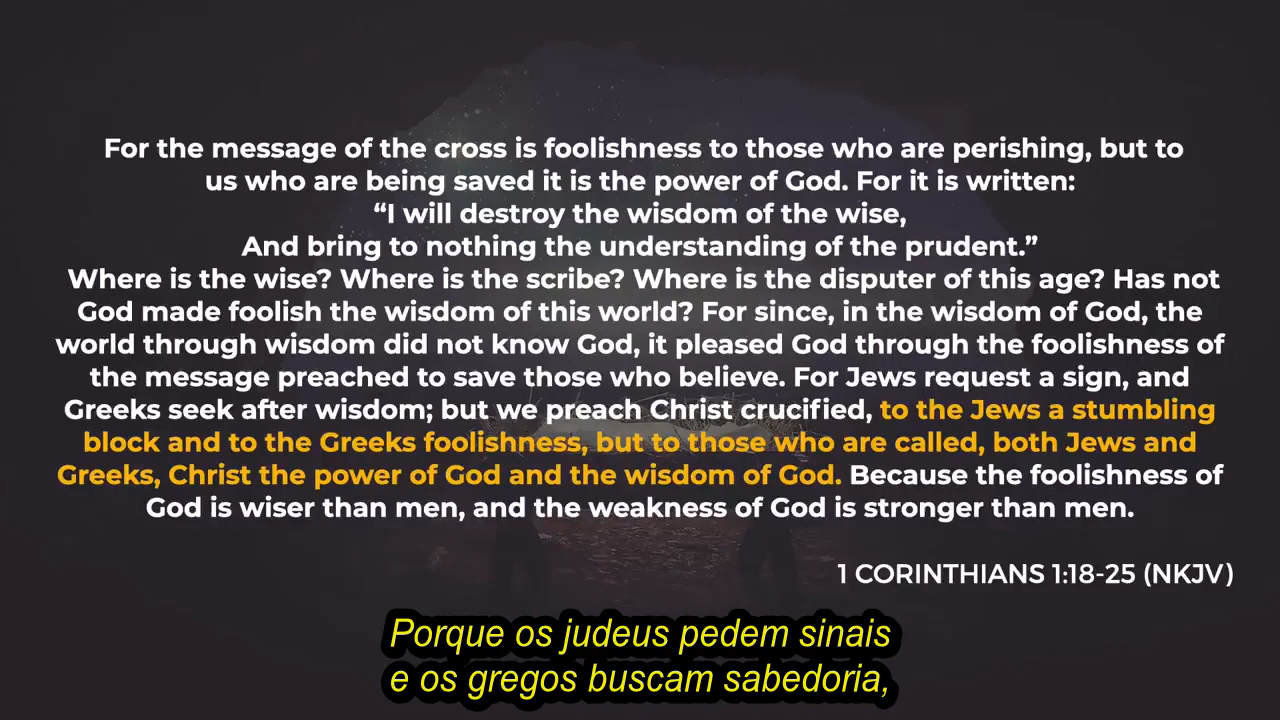 For the message of the cross is foolishness to those who are perishing, but to
us who are being saved it is the power of God. For it is written:
“I will destroy the wisdom of the wise,
And bring to nothing the understanding of the prudent.”
Where is the wise? Where is the scribe? Where is the disputer of this age? Has not
God made foolish the wisdom of this world? For since, in the wisdom of God, the
world through wisdom did not know God, it pleased God through the foolishness of
the message preached to save those who believe. For Jews request a sign, and
Greeks seek after wisdom; but we preach Christ crucified, to the Jews a stumbling
block and to the Greeks foolishness, but to those who are called, both Jews and
Greeks, Christ the power of God and the wisdom of God. Because the foolishness of
God is wiser than men, and the weakness of God is stronger than men.
1 CORINTHIANS 1:18-25 (NKJV)
Porque os judeus pedem sinais
e os gregos buscam sabedoria,